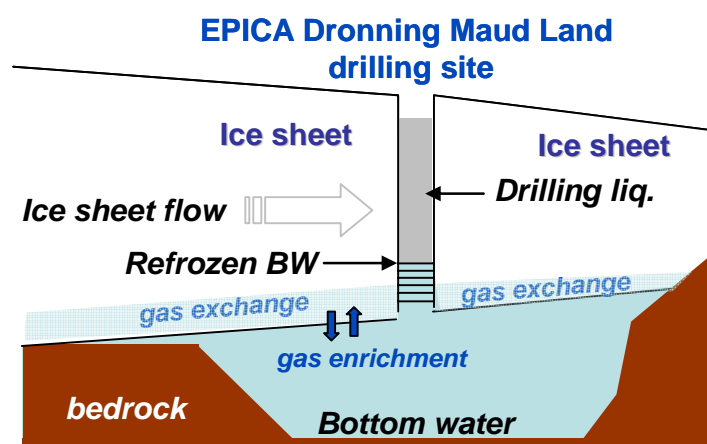 EPICA Dronning Maud Land
drilling site
Ice sheet
Ice sheet
Drilling liq.
Ice sheet flow
Refrozen BW
gas exchange
gas exchange
gas enrichment
bedrock
Bottom water